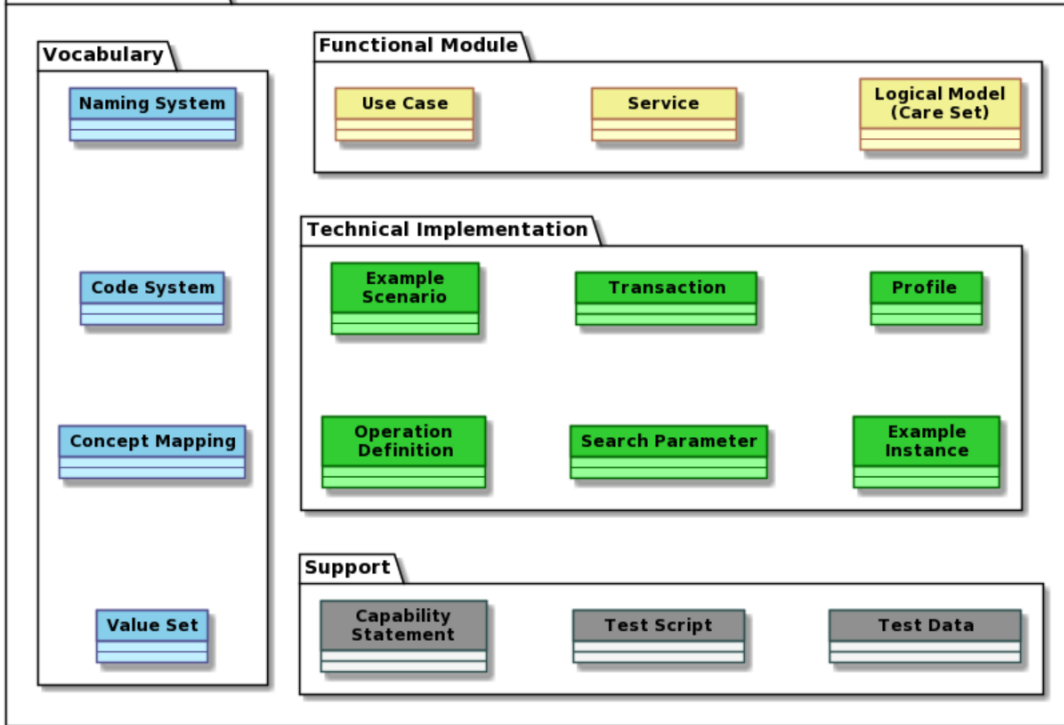 Vocabulary
Naming System
Code System
Concept Mapping
Value Set
Functional Module
Use Case
Service
Logical Model
(Care Set)
Technical Implementation
Example
Scenario
Transaction
Profile
Operation
Definition
Search Parameter
Example
Instance
Support
Capability
Statement
Test Script
Test Data